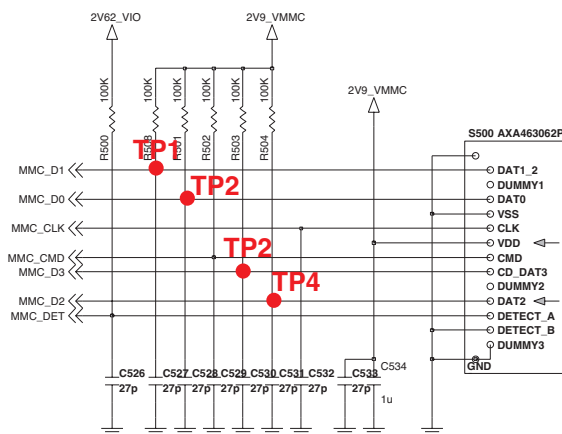 2V62_VIO
2V9_VMMC
100K
100K
100K
100K
100K
100K
2V9_VMMC
R500
R501
R502
R503
R504
S500 AXA463062P
TP1
MMC_D1
DAT1_2
DUMMY1
TP2
MMC_D0
DAT0
VSS
MMC_CLK
CLK
VDD
TP2
MMC_CMD
CMD
MMC_D3
CD_DAT3
DUMMY2
TP4
MMC_D2
DAT2
MMC_DET
DETECT_A
DETECT_B
DUMMY3
GND
C526 C527 C528 C529 C530 C531 C532 C533 C534
27p 27p 27p 27p 27p 27p 27p 27p 1u